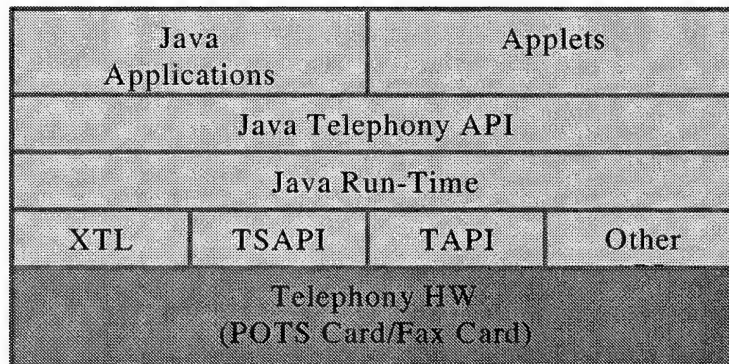 Java
Applications
Applets
Java Telephony API
Java Run-Time
XTL
TSAPI
TAPI
Other
Telephony HW
(POTS Card/Fax Card)